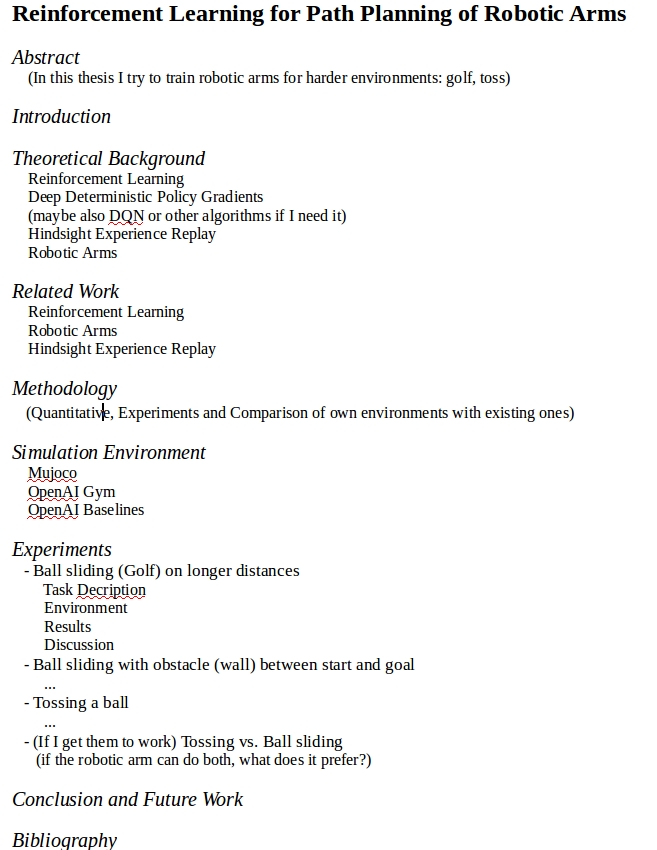 Reinforcement Learning for Path Planning of Robotic Arms
Abstract
(In this thesis I try to train robotic arms for harder environments: golf, toss)
Introduction
Theoretical Background
Reinforcement Learning
Deep Deterministic Policy Gradients
(maybe also DQN or other algorithms if I need it)
Hindsight Experience Replay
Robotic Arms
Related Work
Reinforcement Learning
Robotic Arms
Hindsight Experience Replay
Methodology
(Quantitative, Experiments and Comparison of own environments with existing ones)
Simulation Environment
Mujoco
OpenAI Gym
OpenAI Baselines
Experiments
- Ball sliding (Golf) on longer distances
Task Decription
Environment
Results
Discussion
- Ball sliding with obstacle (wall) between start and goal
...
- Tossing a ball
...
- (If I get them to work) Tossing vs. Ball sliding
(if the robotic arm can do both, what does it prefer?)
Conclusion and Future Work
Bibliography